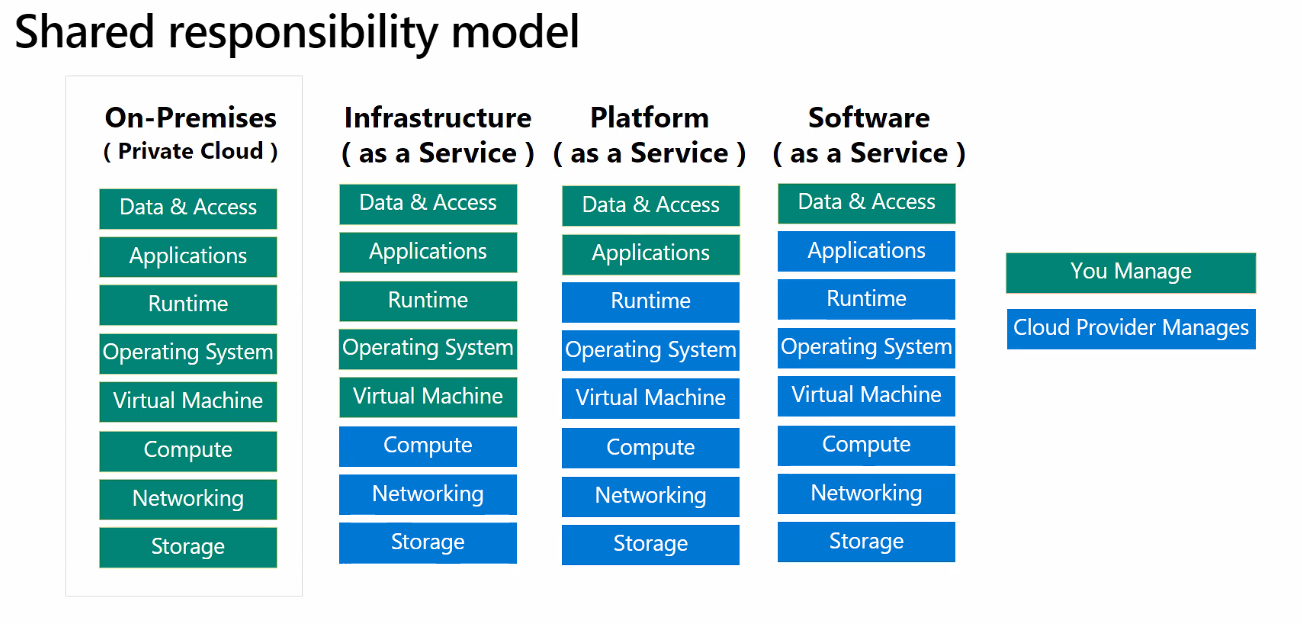 Shared responsibility model
On-Premises
( Private Cloud )
Data & Access
Applications
Runtime
Operating System
Virtual Machine
Compute
Networking
Storage
Infrastructure
( as a Service )
Data & Access
Applications
Runtime
Operating System
Virtual Machine
Compute
Networking
Storage
Platform
( as a Service )
Data & Access
Applications
Runtime
Operating System
Virtual Machine
Compute
Networking
Storage
Software
( as a Service )
Data & Access
Applications
Runtime
Operating System
Virtual Machine
Compute
Networking
Storage
You Manage
Cloud Provider Manages